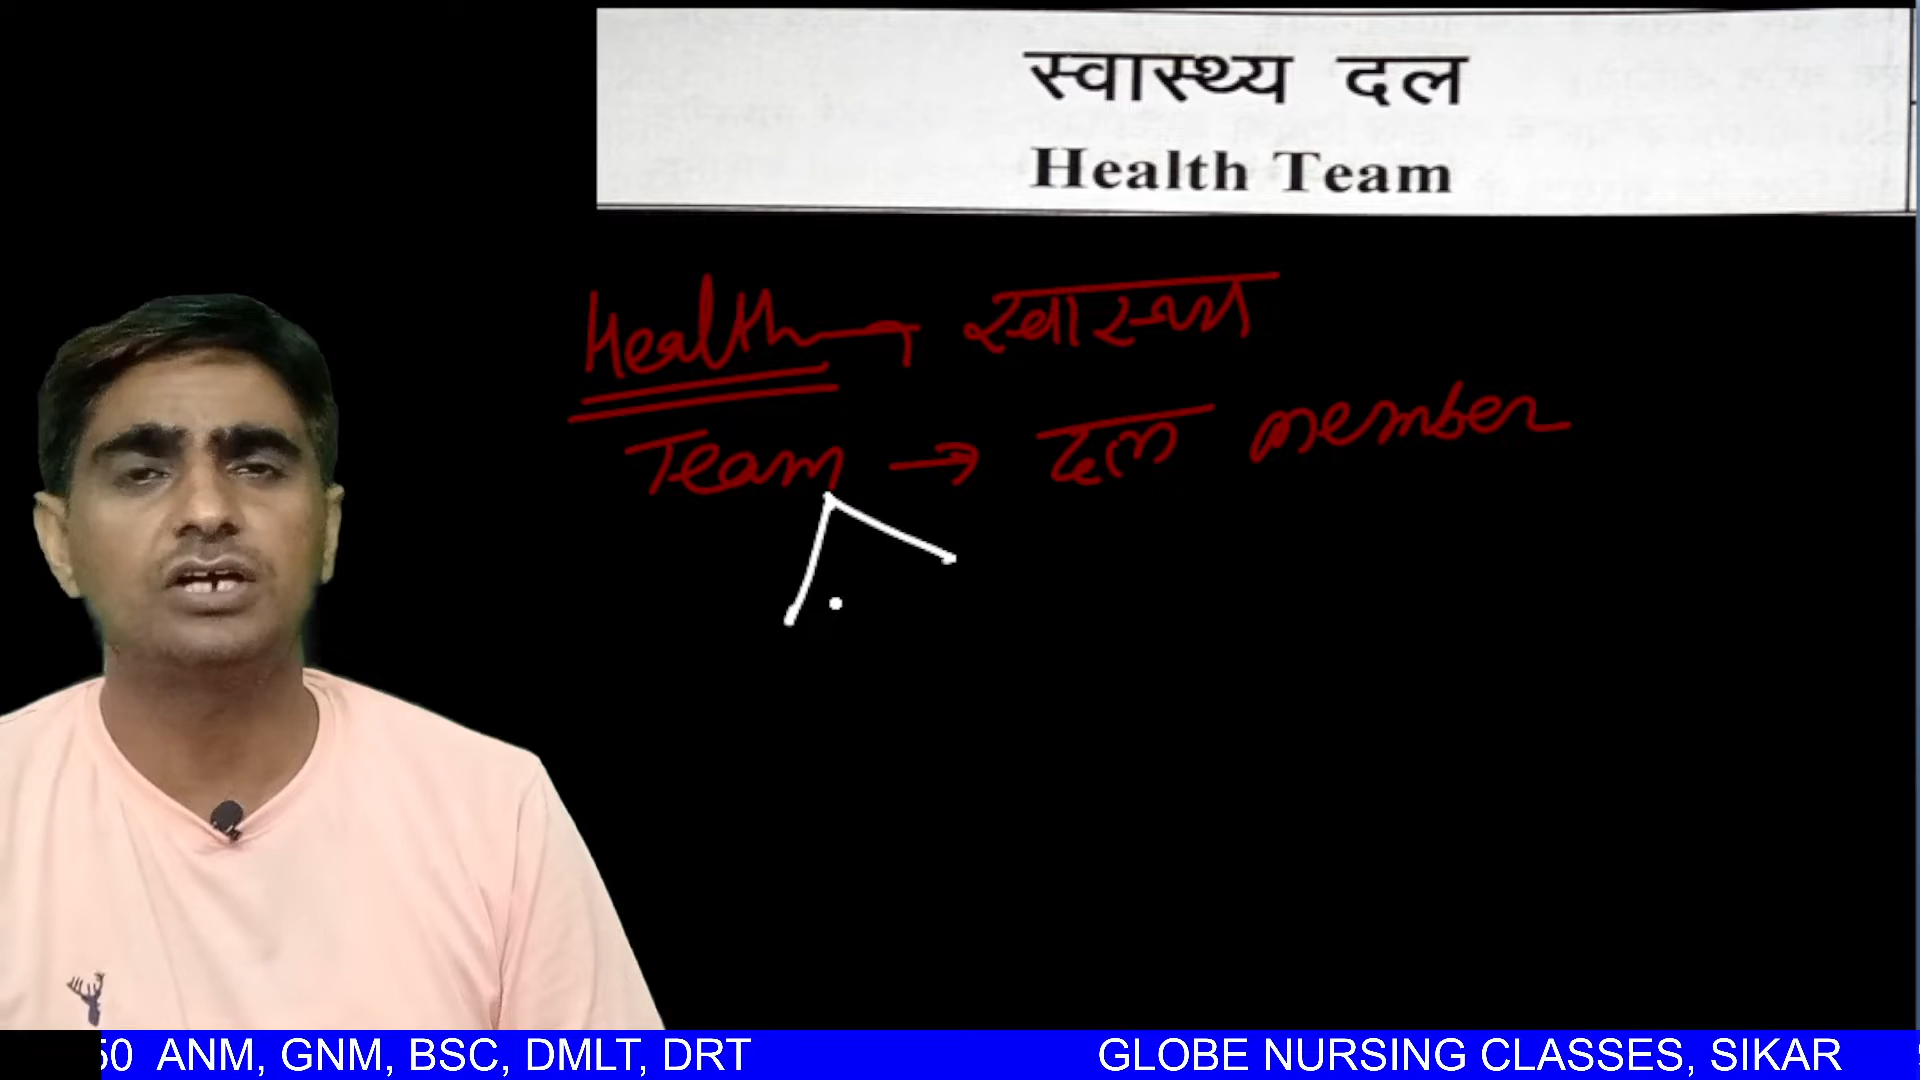 स्वास्थ्य दल
Health Team
Health → स्वास्थ्य
Team → दल member
50 ANM, GNM, BSC, DMLT, DRT GLOBE NURSING CLASSES, SIKAR